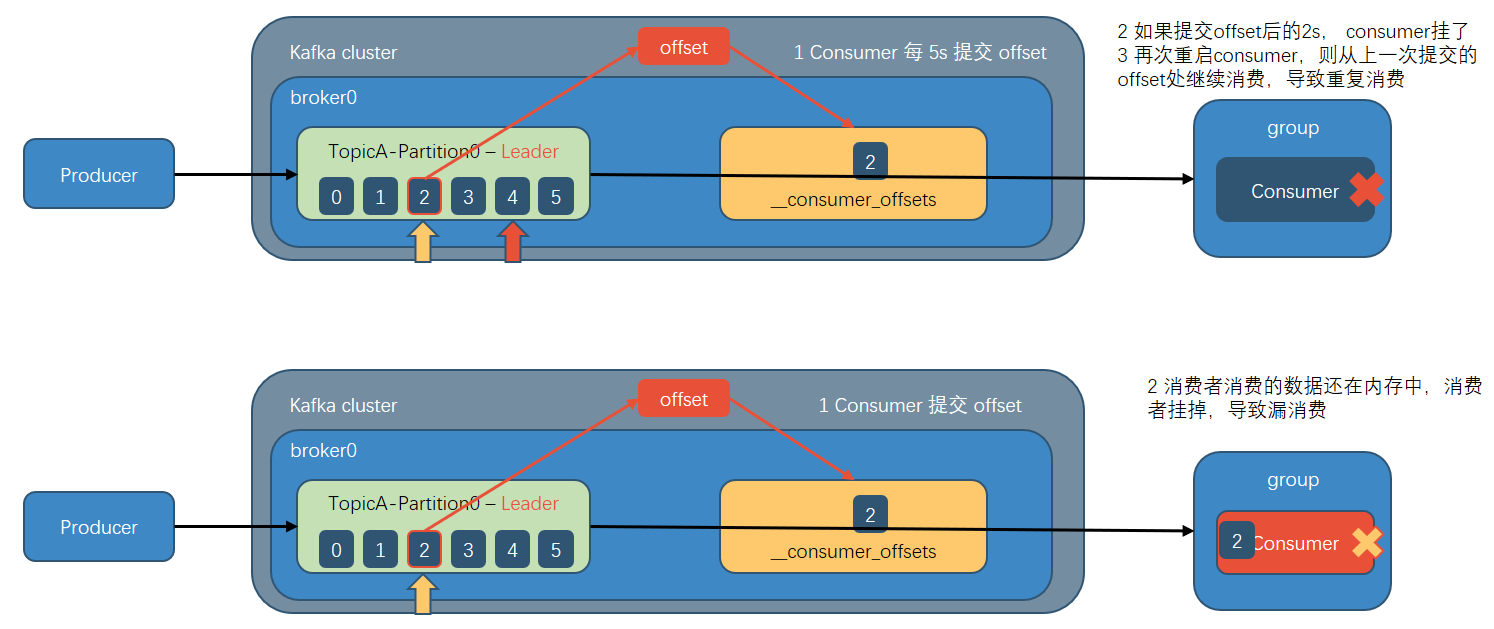 Kafka cluster
offset
1 Consumer 每 5s 提交 offset
2 如果提交offset后的2s， consumer挂了
3 再次重启consumer，则从上一次提交的
offset处继续消费，导致重复消费
broker0
Producer
TopicA-Partition0 – Leader
0 1 2 3 4 5
2
__consumer_offsets
group
Consumer
Kafka cluster
offset
1 Consumer 提交 offset
2 消费者消费的数据还在内存中，消费
者挂掉，导致漏消费
broker0
Producer
TopicA-Partition0 – Leader
0 1 2 3 4 5
2
__consumer_offsets
group
2
Consumer